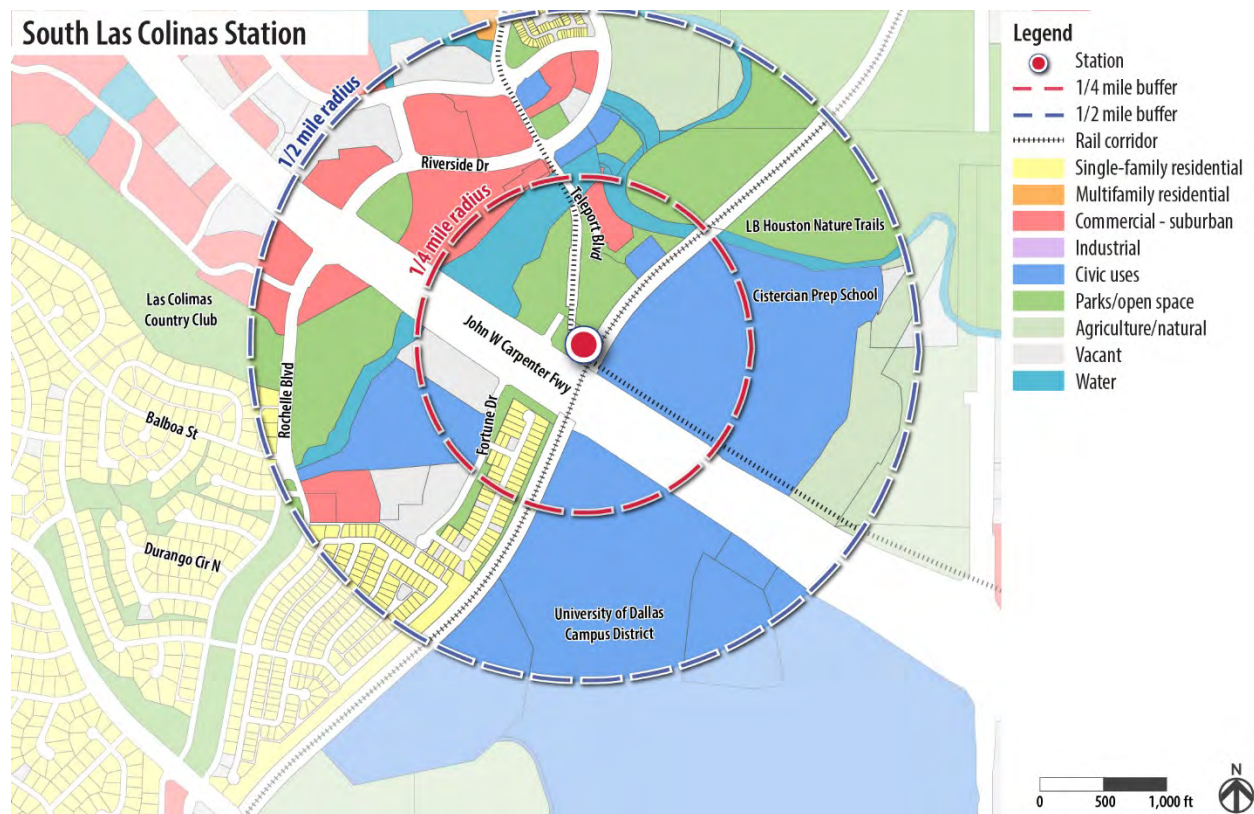 South Las Colinas Station
1/2 mile radius
Riverside Dr
1/4 mile radius
Teleport Blvd
LB Houston Nature Trails
Cistercian Prep School
Las Colimas
Country Club
John W Carpenter Fwy
Rochelle Blvd
Balboa St
Fortune Dr
Durango Cir N
University of Dallas
Campus District
Legend
Station
1/4 mile buffer
1/2 mile buffer
Rail corridor
Single-family residential
Multifamily residential
Commercial - suburban
Industrial
Civic uses
Parks/open space
Agriculture/natural
Vacant
Water
0 500 1,000 ft
N